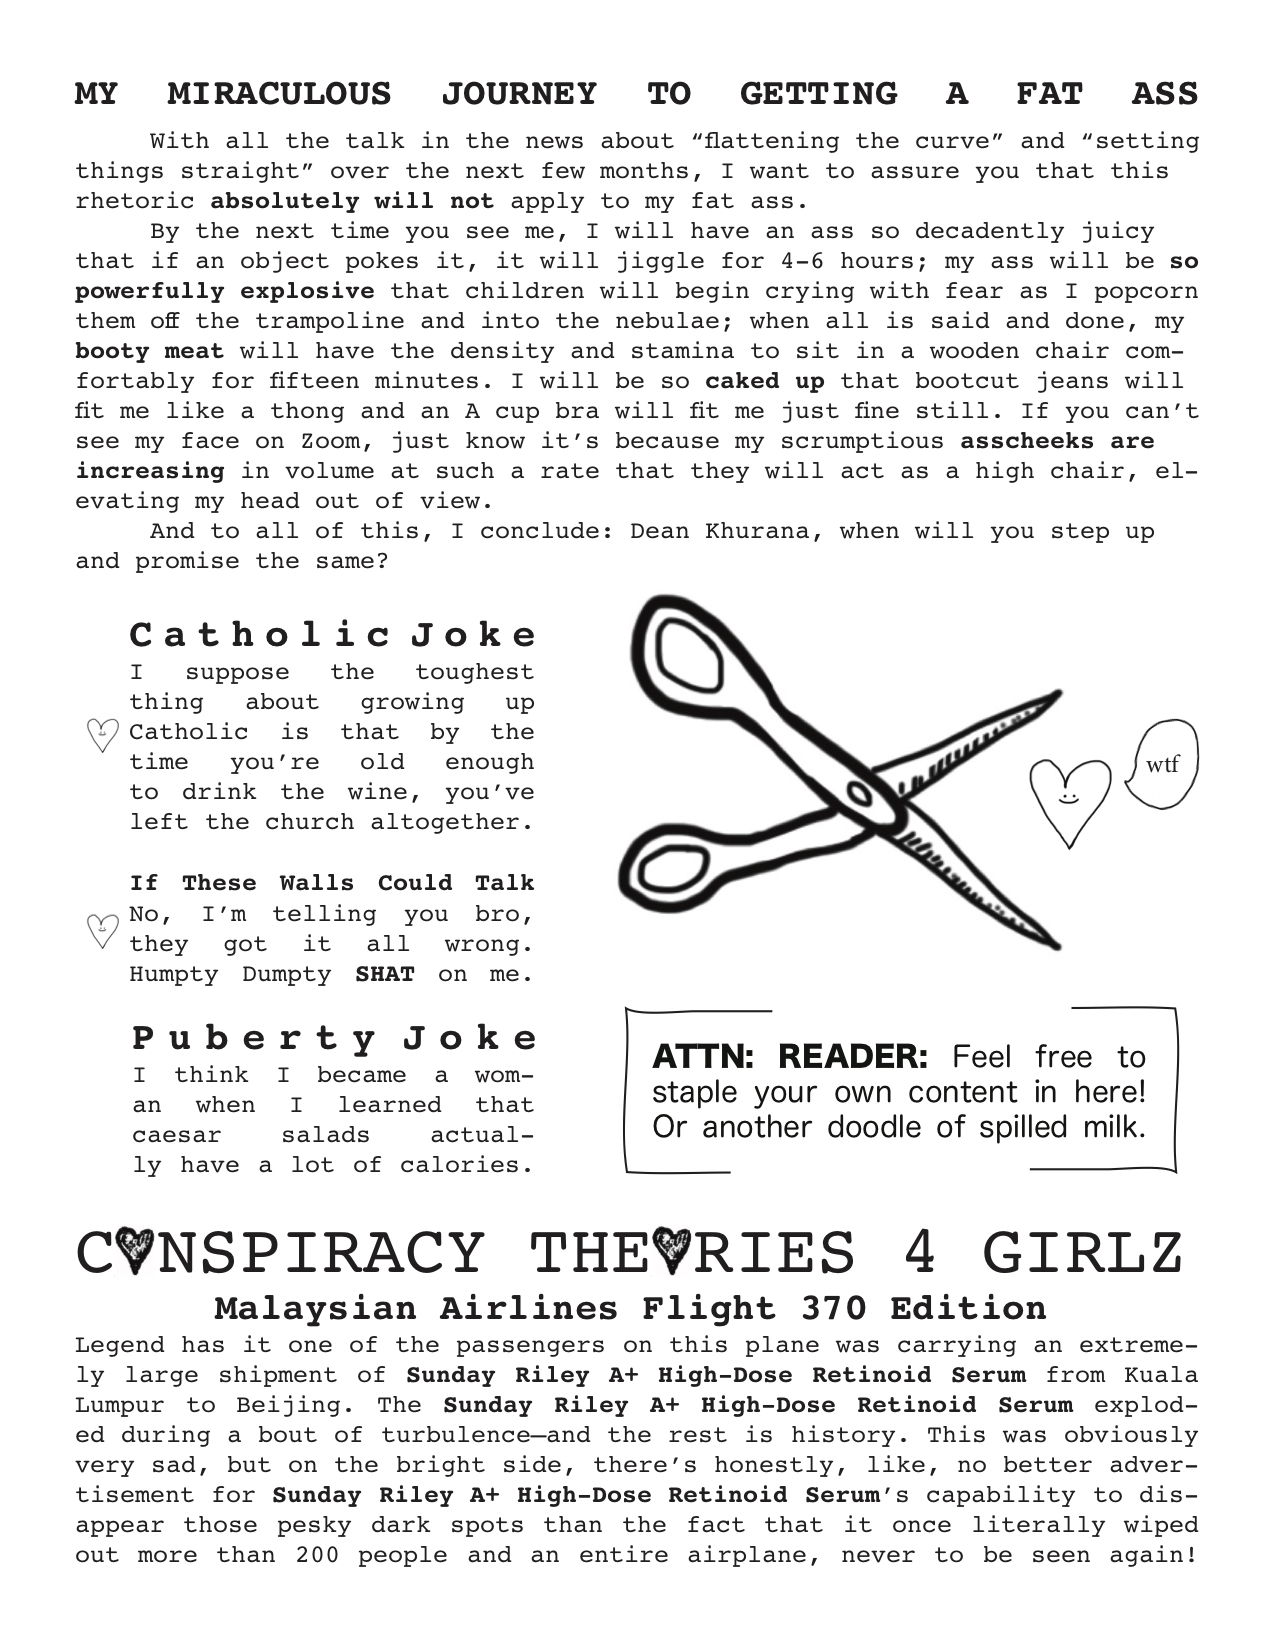 MY MIRACULOUS JOURNEY TO GETTING A FAT ASS
With all the talk in the news about “flattening the curve” and “setting
things straight” over the next few months, I want to assure you that this
rhetoric absolutely will not apply to my fat ass.
By the next time you see me, I will have an ass so decadently juicy
that if an object pokes it, it will jiggle for 4-6 hours; my ass will be so
powerfully explosive that children will begin crying with fear as I popcorn
them off the trampoline and into the nebulae; when all is said and done, my
booty meat will have the density and stamina to sit in a wooden chair com-
fortably for fifteen minutes. I will be so caked up that bootcut jeans will
fit me like a thong and an A cup bra will fit me just fine still. If you can’t
see my face on Zoom, just know it’s because my scrumptious asscheeks are
increasing in volume at such a rate that they will act as a high chair, el-
evating my head out of view.
And to all of this, I conclude: Dean Khurana, when will you step up
and promise the same?
Catholic Joke
I suppose the toughest
thing about growing up
Catholic is that by the
time you’re old enough
to drink the wine, you’ve
left the church altogether.
If These Walls Could Talk
No, I’m telling you bro,
they got it all wrong.
Humpty Dumpty SHAT on me.
Puberty Joke
I think I became a wom-
an when I learned that
caesar salads actual-
ly have a lot of calories.
wtf
ATTN: READER: Feel free to
staple your own content in here!
Or another doodle of spilled milk.
CONSPIRACY THEORIES 4 GIRLZ
Malaysian Airlines Flight 370 Edition
Legend has it one of the passengers on this plane was carrying an extreme-
ly large shipment of Sunday Riley A+ High-Dose Retinoid Serum from Kuala
Lumpur to Beijing. The Sunday Riley A+ High-Dose Retinoid Serum explod-
ed during a bout of turbulence—and the rest is history. This was obviously
very sad, but on the bright side, there’s honestly, like, no better adver-
tisement for Sunday Riley A+ High-Dose Retinoid Serum’s capability to dis-
appear those pesky dark spots than the fact that it once literally wiped
out more than 200 people and an entire airplane, never to be seen again!